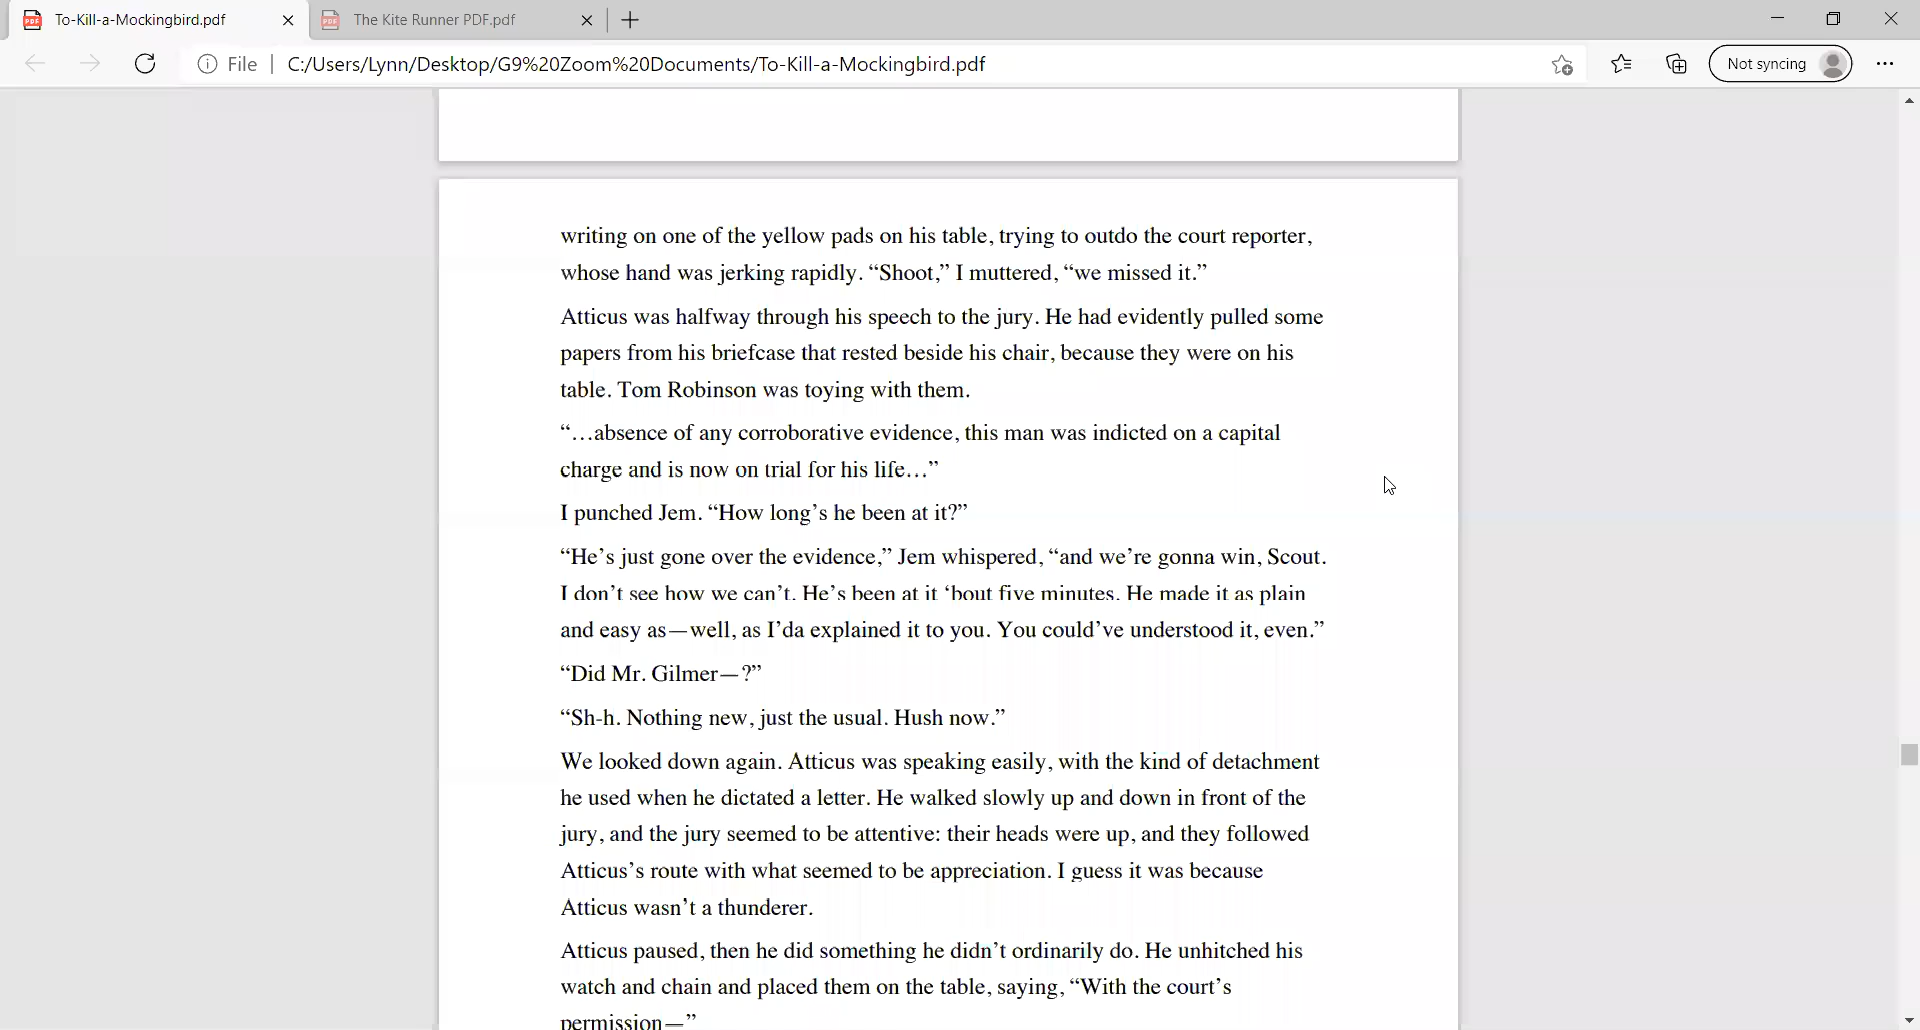 To-Kill-a-Mockingbird.pdf
The Kite Runner PDF.pdf
File
C:/Users/Lynn/Desktop/G9%20Zoom%20Documents/To-Kill-a-Mockingbird.pdf
Not syncing
writing on one of the yellow pads on his table, trying to outdo the court reporter,
whose hand was jerking rapidly. “Shoot,” I muttered, “we missed it.”
Atticus was halfway through his speech to the jury. He had evidently pulled some
papers from his briefcase that rested beside his chair, because they were on his
table. Tom Robinson was toying with them.
“…absence of any corroborative evidence, this man was indicted on a capital
charge and is now on trial for his life…”
I punched Jem. “How long’s he been at it?”
“He’s just gone over the evidence,” Jem whispered, “and we’re gonna win, Scout.
I don’t see how we can’t. He’s been at it ‘bout five minutes. He made it as plain
and easy as—well, as I’da explained it to you. You could’ve understood it, even.”
“Did Mr. Gilmer—?”
“Sh-h. Nothing new, just the usual. Hush now.”
We looked down again. Atticus was speaking easily, with the kind of detachment
he used when he dictated a letter. He walked slowly up and down in front of the
jury, and the jury seemed to be attentive: their heads were up, and they followed
Atticus’s route with what seemed to be appreciation. I guess it was because
Atticus wasn’t a thunderer.
Atticus paused, then he did something he didn’t ordinarily do. He unhitched his
watch and chain and placed them on the table, saying, “With the court’s
permission—”